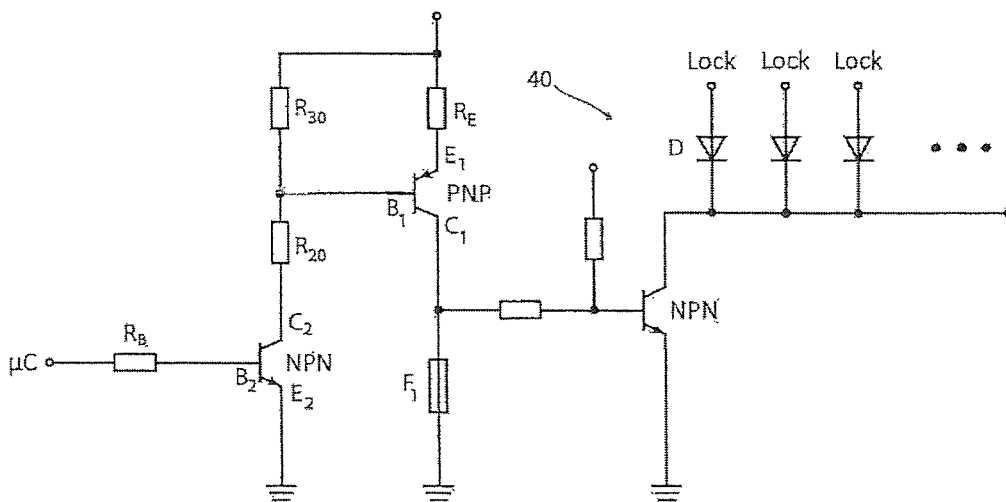 Lock Lock Lock
40
R30
RE
D
E1
PNP
B1
C1
R20
C2
RB
NPN
µC
NPN
B2
E2
F1